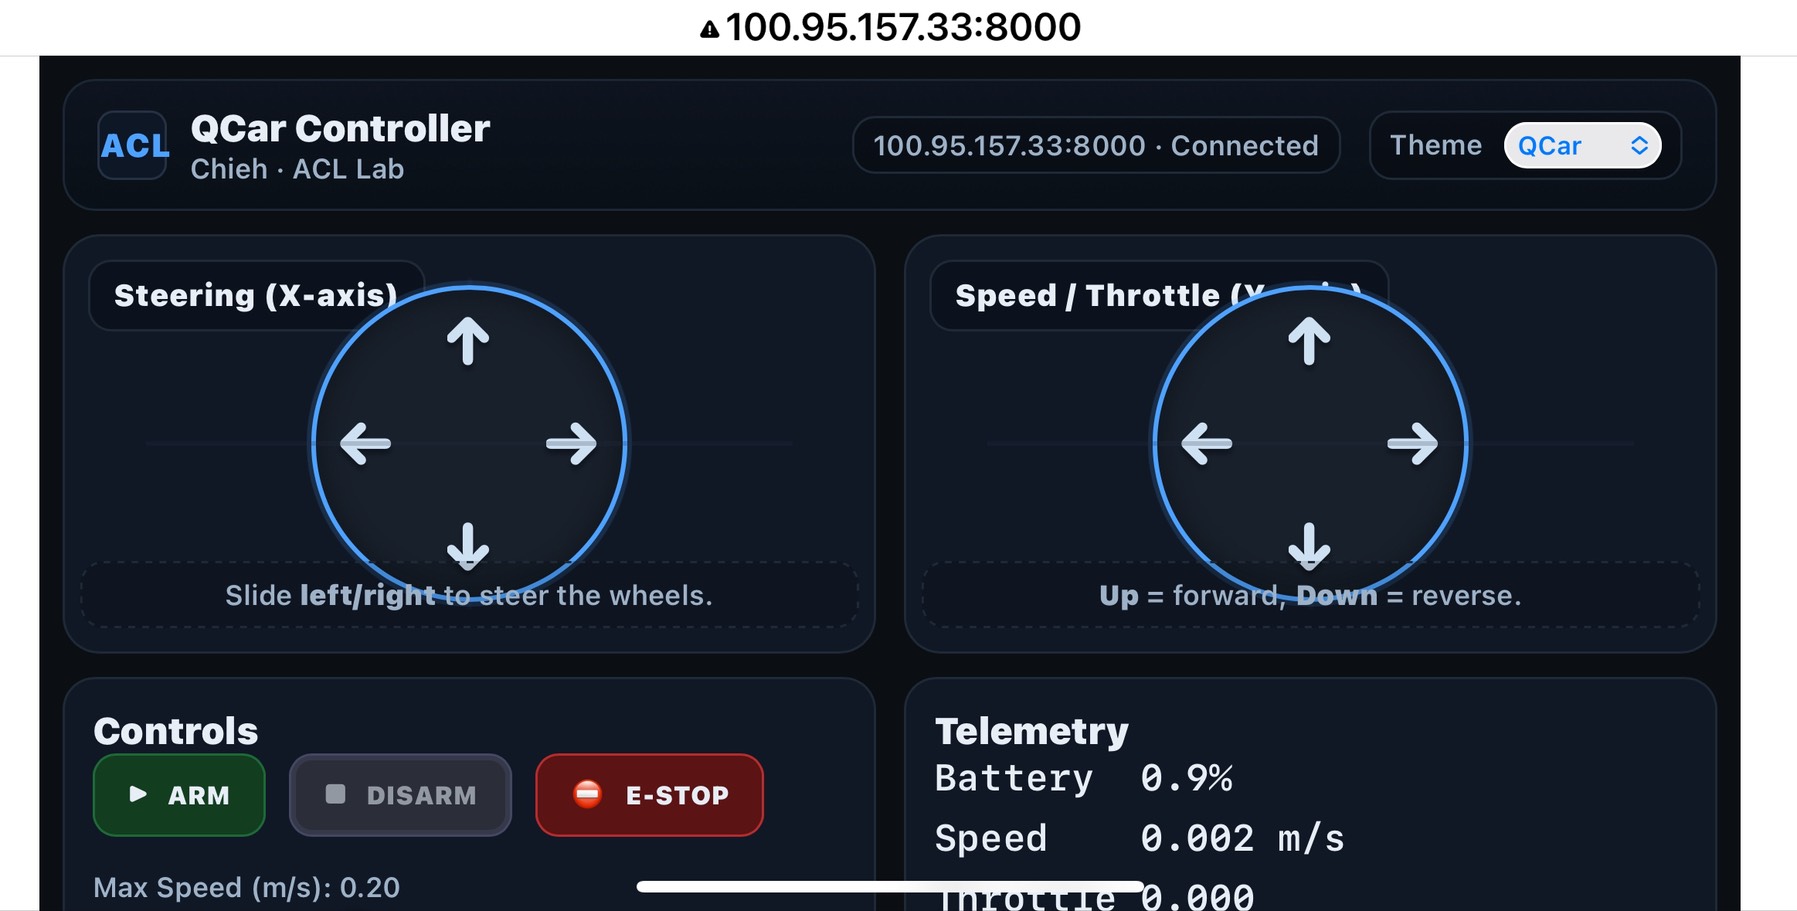 100.95.157.33:8000
ACL
QCar Controller
Chieh · ACL Lab
100.95.157.33:8000 · Connected
Theme
QCar
Steering (X-axis)
Slide left/right to steer the wheels.
Speed / Throttle (Y-axis)
Up = forward, Down = reverse.
Controls
ARM
DISARM
E-STOP
Max Speed (m/s): 0.20
Telemetry
Battery 0.9%
Speed 0.002 m/s
Throttle 0.000